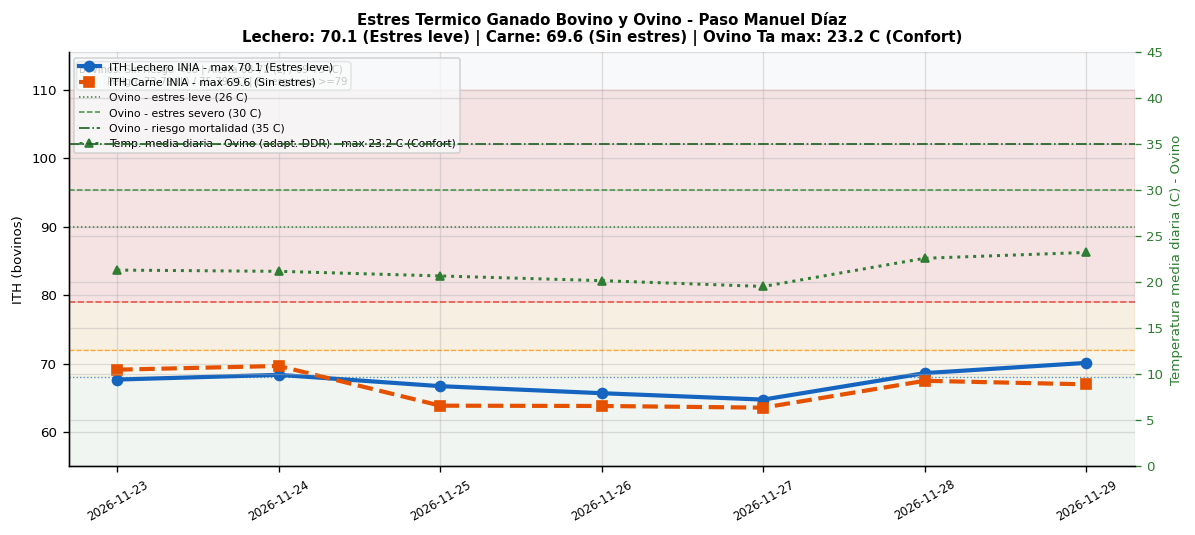 Estres Termico Ganado Bovino y Ovino - Paso Manuel Díaz
Lechero: 70.1 (Estres leve) | Carne: 69.6 (Sin estres) | Ovino Ta max: 23.2 C (Confort)
ITH Lechero INIA - max 70.1 (Estres leve)
ITH Carne INIA - max 69.6 (Sin estres)
Ovino - estres leve (26 C)
Ovino - estres severo (30 C)
Ovino - riesgo mortalidad (35 C)
Temp. media diaria - Ovino (adapt. DDR) - max 23.2 C (Confort)
>=79
ITH (bovinos)
110
100
90
80
70
60
Temperatura media diaria (C) - Ovino
45
40
35
30
25
20
15
10
5
0
2026-11-23
2026-11-24
2026-11-25
2026-11-26
2026-11-27
2026-11-28
2026-11-29